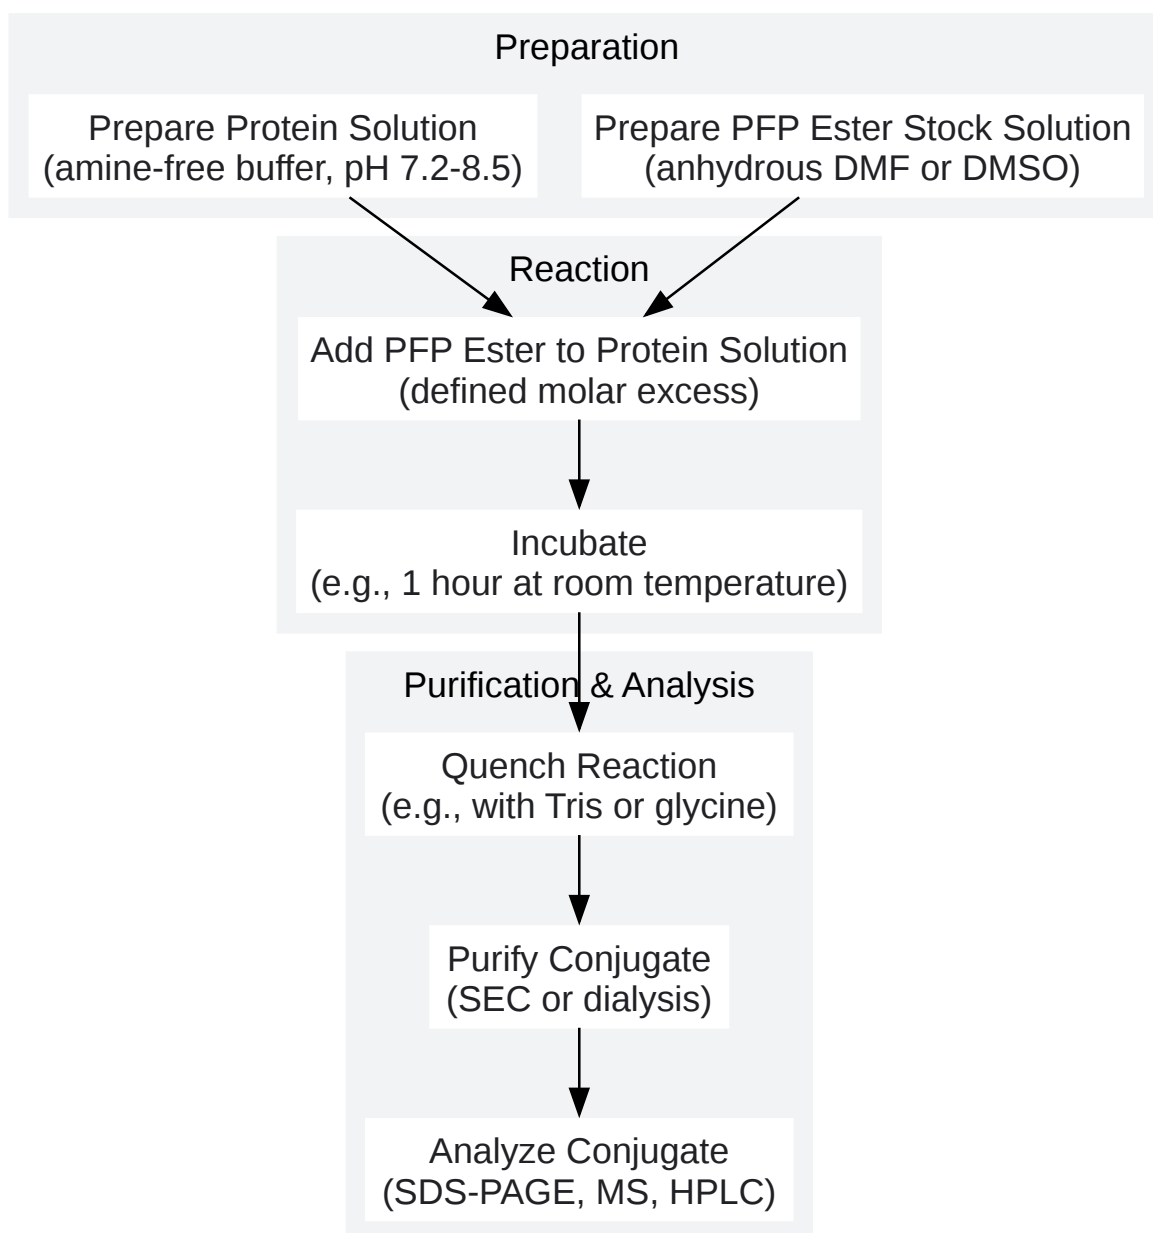 Preparation
Prepare Protein Solution
(amine-free buffer, pH 7.2-8.5)
Prepare PFP Ester Stock Solution
(anhydrous DMF or DMSO)
Reaction
Add PFP Ester to Protein Solution
(defined molar excess)
Incubate
(e.g., 1 hour at room temperature)
Purification & Analysis
Quench Reaction
(e.g., with Tris or glycine)
Purify Conjugate
(SEC or dialysis)
Analyze Conjugate
(SDS-PAGE, MS, HPLC)